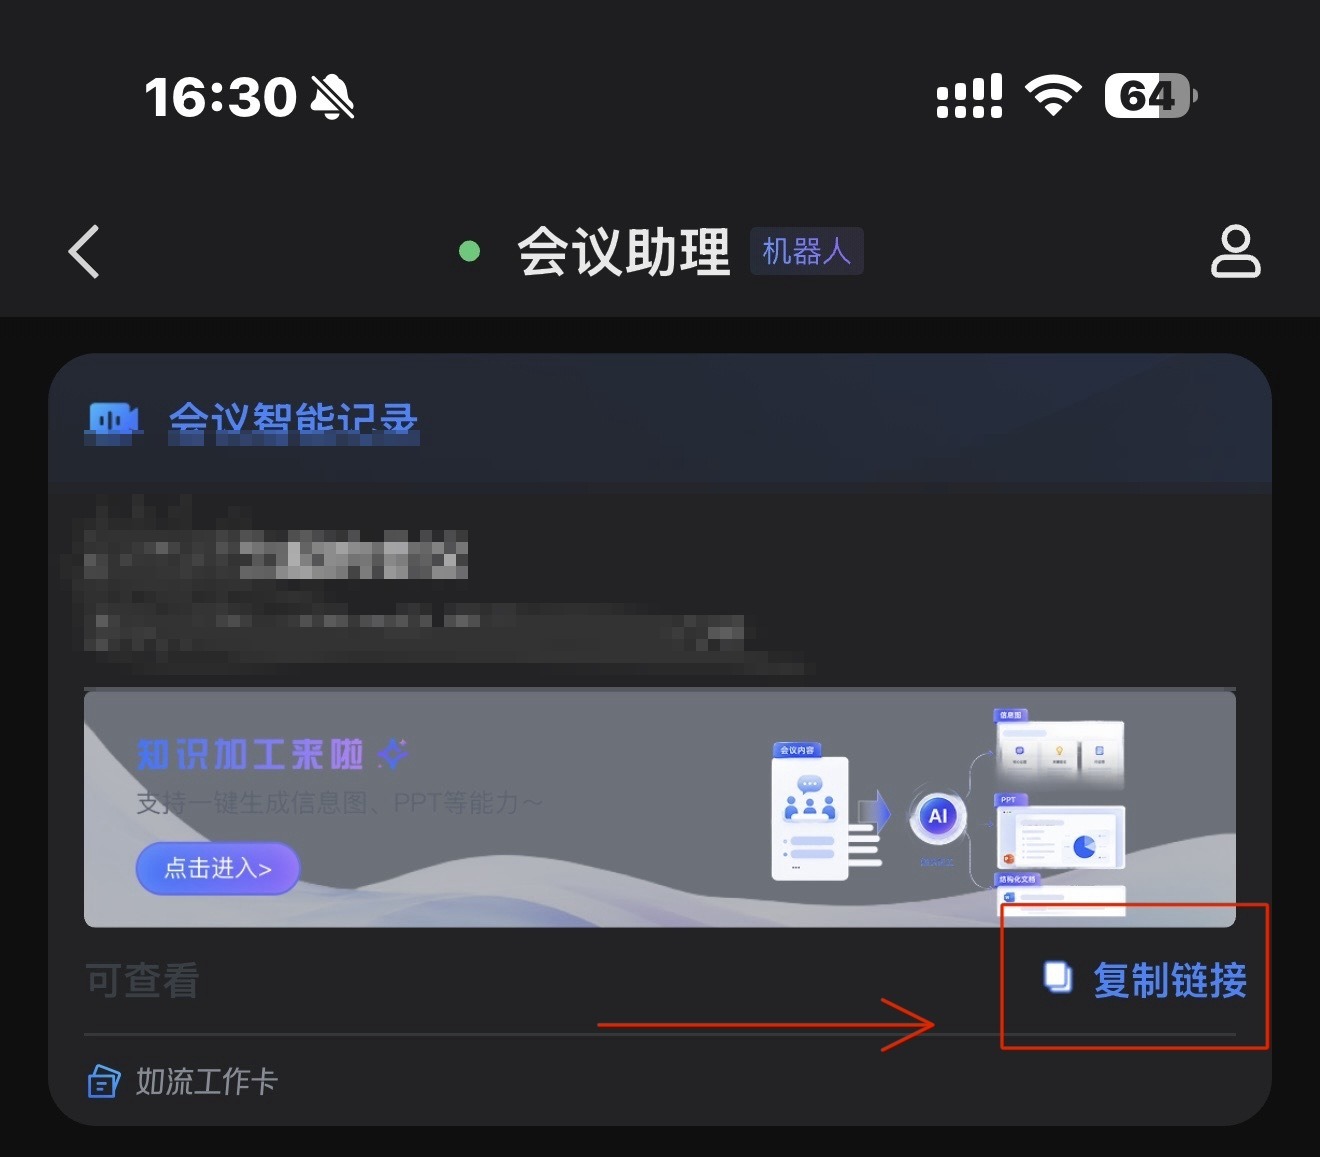 16:30
64
会议助理 机器人
会议智能记录
知识加工来啦
支持一键生成信息图、PPT等能力～
点击进入>
会议内容
AI
信息图
PPT
结构化文档
可查看
复制链接
如流工作卡